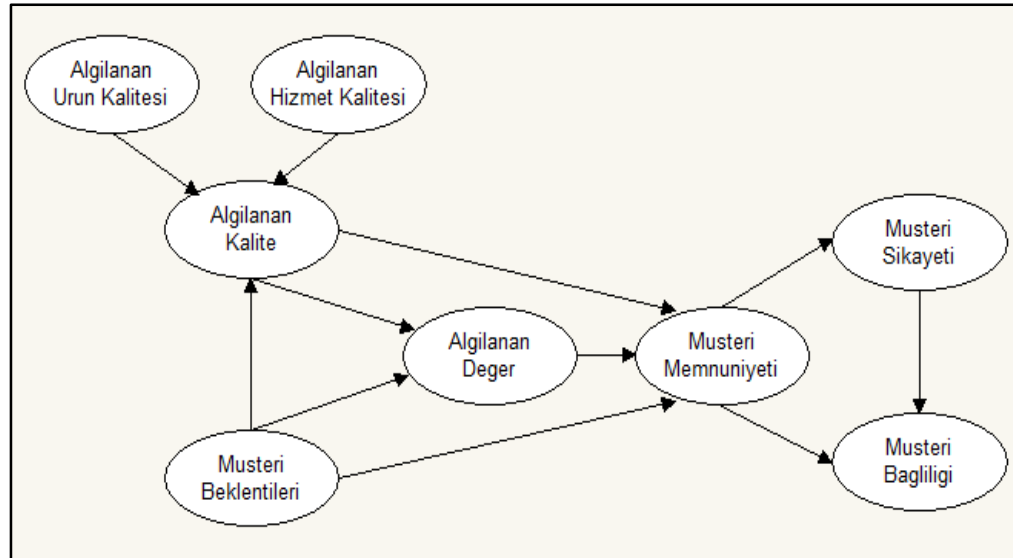 Algilanan
Urun Kalitesi
Algilanan
Hizmet Kalitesi
Algilanan
Kalite
Musteri
Sikayeti
Algilanan
Deger
Musteri
Memnuniyeti
Musteri
Beklentileri
Musteri
Bagliligi